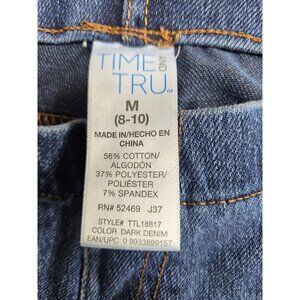 TIME AND
TRU™
M
(8-10)
MADE IN/HECHO EN
CHINA
56% COTTON/
ALGODÓN
37% POLYESTER/
POLIÉSTER
7% SPANDEX
RN# 52469 J37
STYLE# TTL18817
COLOR DARK DENIM
EAN/UPC 0 9933899157